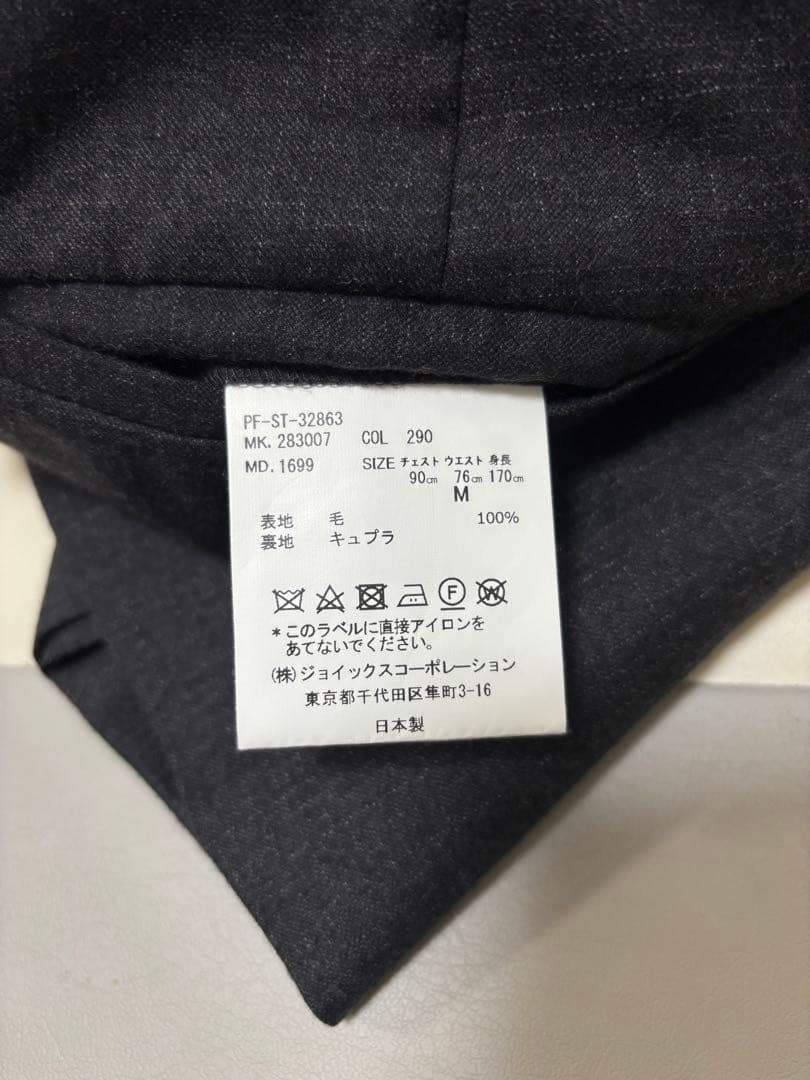 PF-ST-32863
MK. 283007 COL 290
MD. 1699 SIZE チェスト ウエスト 身長
90cm 76cm 170cm
M
表地 毛 100%
裏地 キュプラ
F W
*このラベルに直接アイロンを
あてないでください。
(株)ジョイックスコーポレーション
東京都千代田区隼町3-16
日本製